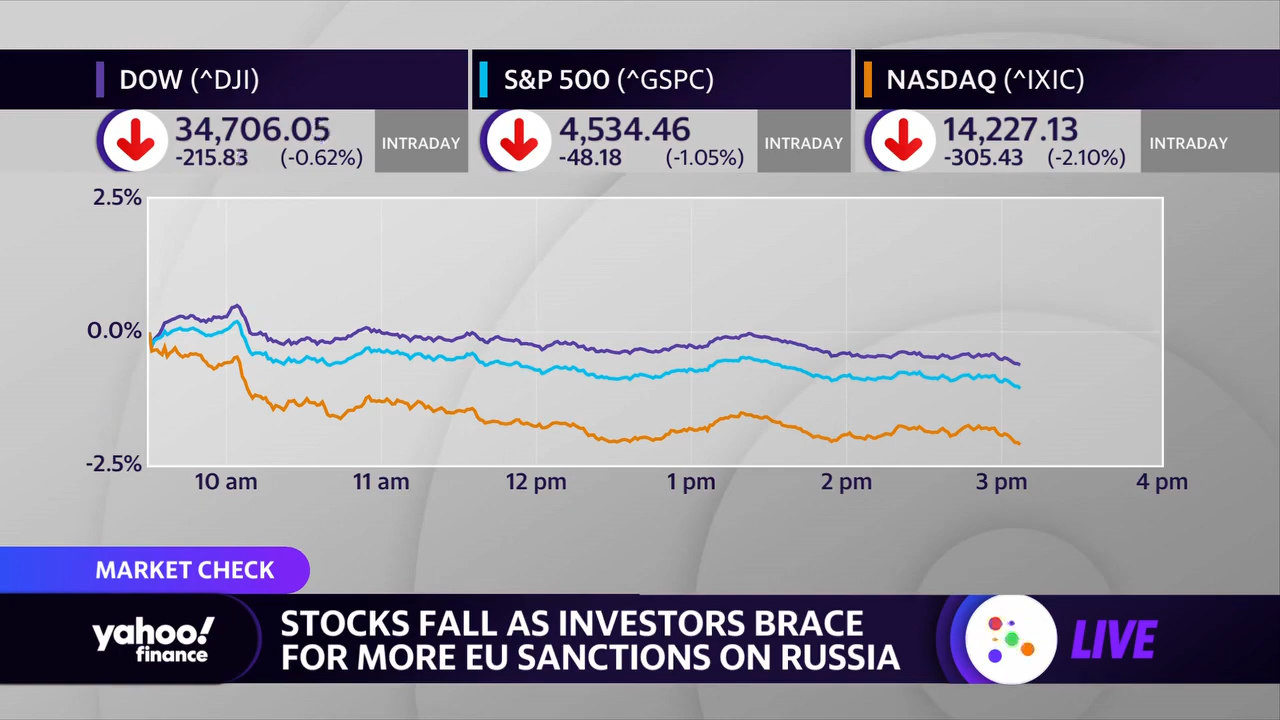 DOW (^DJI)
34,706.05
-215.83 (-0.62%)
INTRADAY
S&P 500 (^GSPC)
4,534.46
-48.18 (-1.05%)
INTRADAY
NASDAQ (^IXIC)
14,227.13
-305.43 (-2.10%)
INTRADAY
2.5%
0.0%
-2.5%
10 am 11 am 12 pm 1 pm 2 pm 3 pm 4 pm
MARKET CHECK
yahoo!
finance
STOCKS FALL AS INVESTORS BRACE
FOR MORE EU SANCTIONS ON RUSSIA
LIVE